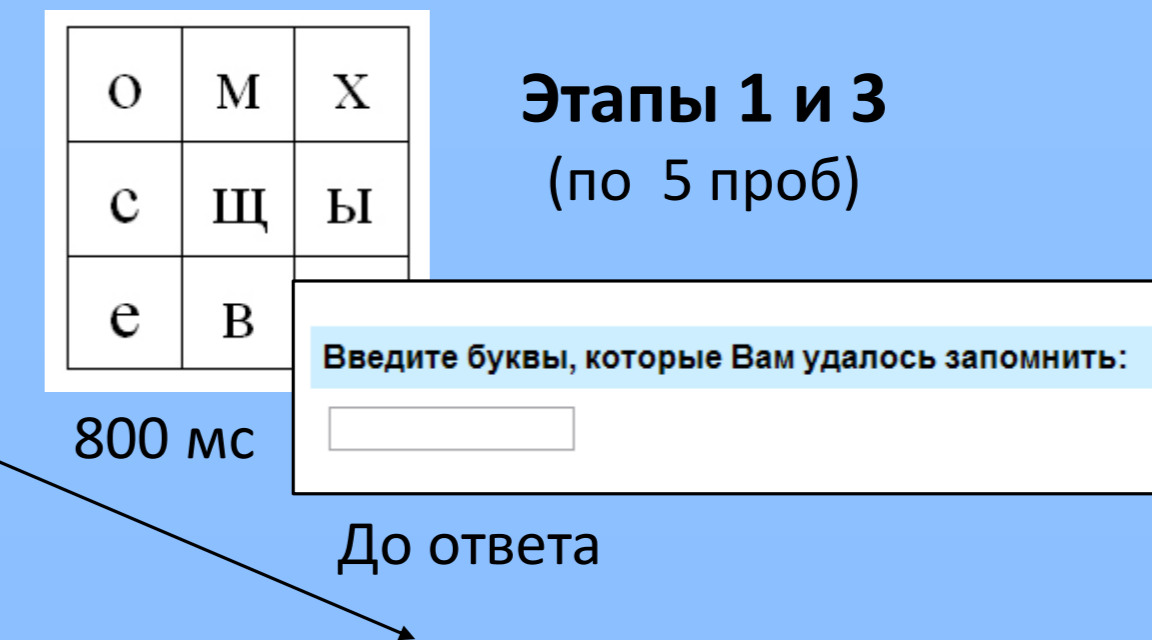 о м х
с щ ы
е в
Этапы 1 и 3
(по 5 проб)
Введите буквы, которые Вам удалось запомнить:
800 мс
До ответа